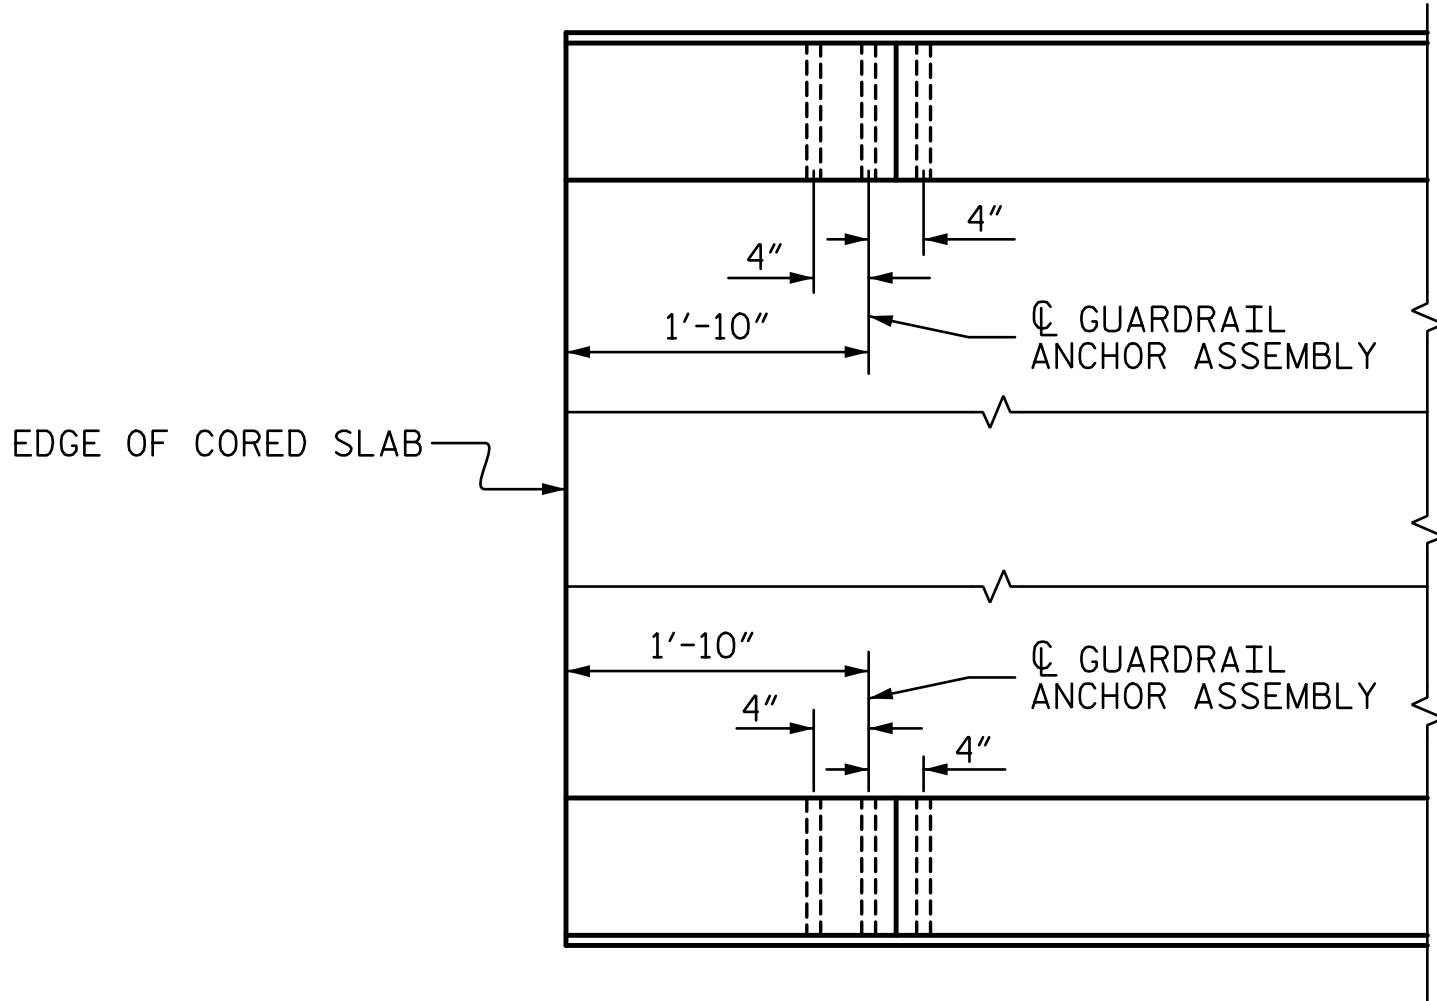 4"
4"
1'-10"
℄ GUARDRAIL
ANCHOR ASSEMBLY
EDGE OF CORED SLAB
1'-10"
℄ GUARDRAIL
ANCHOR ASSEMBLY
4"
4"